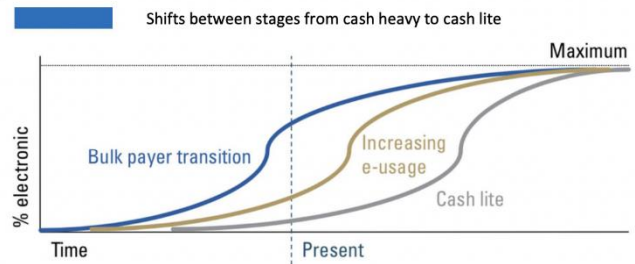 Shifts between stages from cash heavy to cash lite
Maximum
% electronic
Bulk payer transition
Increasing
e-usage
Cash lite
Time
Present